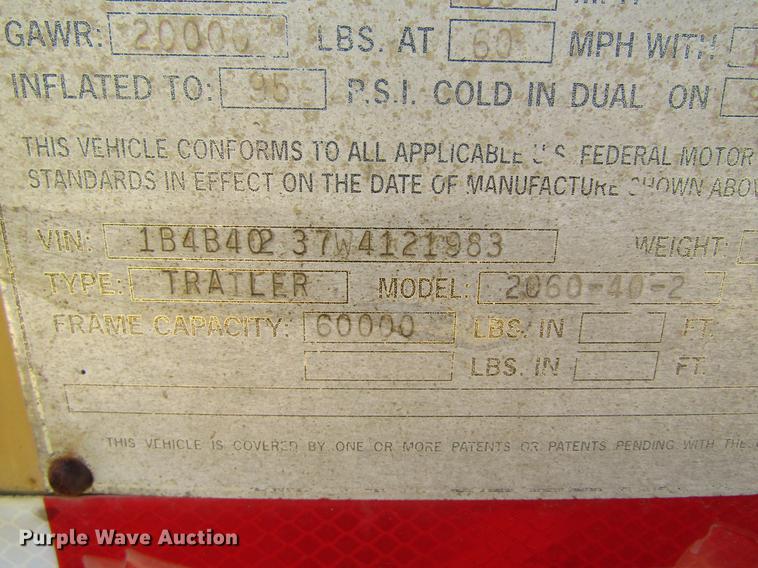 GAWR: 20000 LBS. AT 60 MPH WITH
INFLATED TO: 95 P.S.I. COLD IN DUAL ON
THIS VEHICLE CONFORMS TO ALL APPLICABLE U.S. FEDERAL MOTOR
STANDARDS IN EFFECT ON THE DATE OF MANUFACTURE SHOWN ABOV
VIN: 1B4B40237W4121983 WEIGHT:
TYPE: TRAILER MODEL: 2060-40-2
FRAME CAPACITY: 60000 LBS. IN FT.
LBS. IN FT.
THIS VEHICLE IS COVERED BY ONE OR MORE PATENTS OR PATENTS PENDING WITH THE
Purple Wave Auction